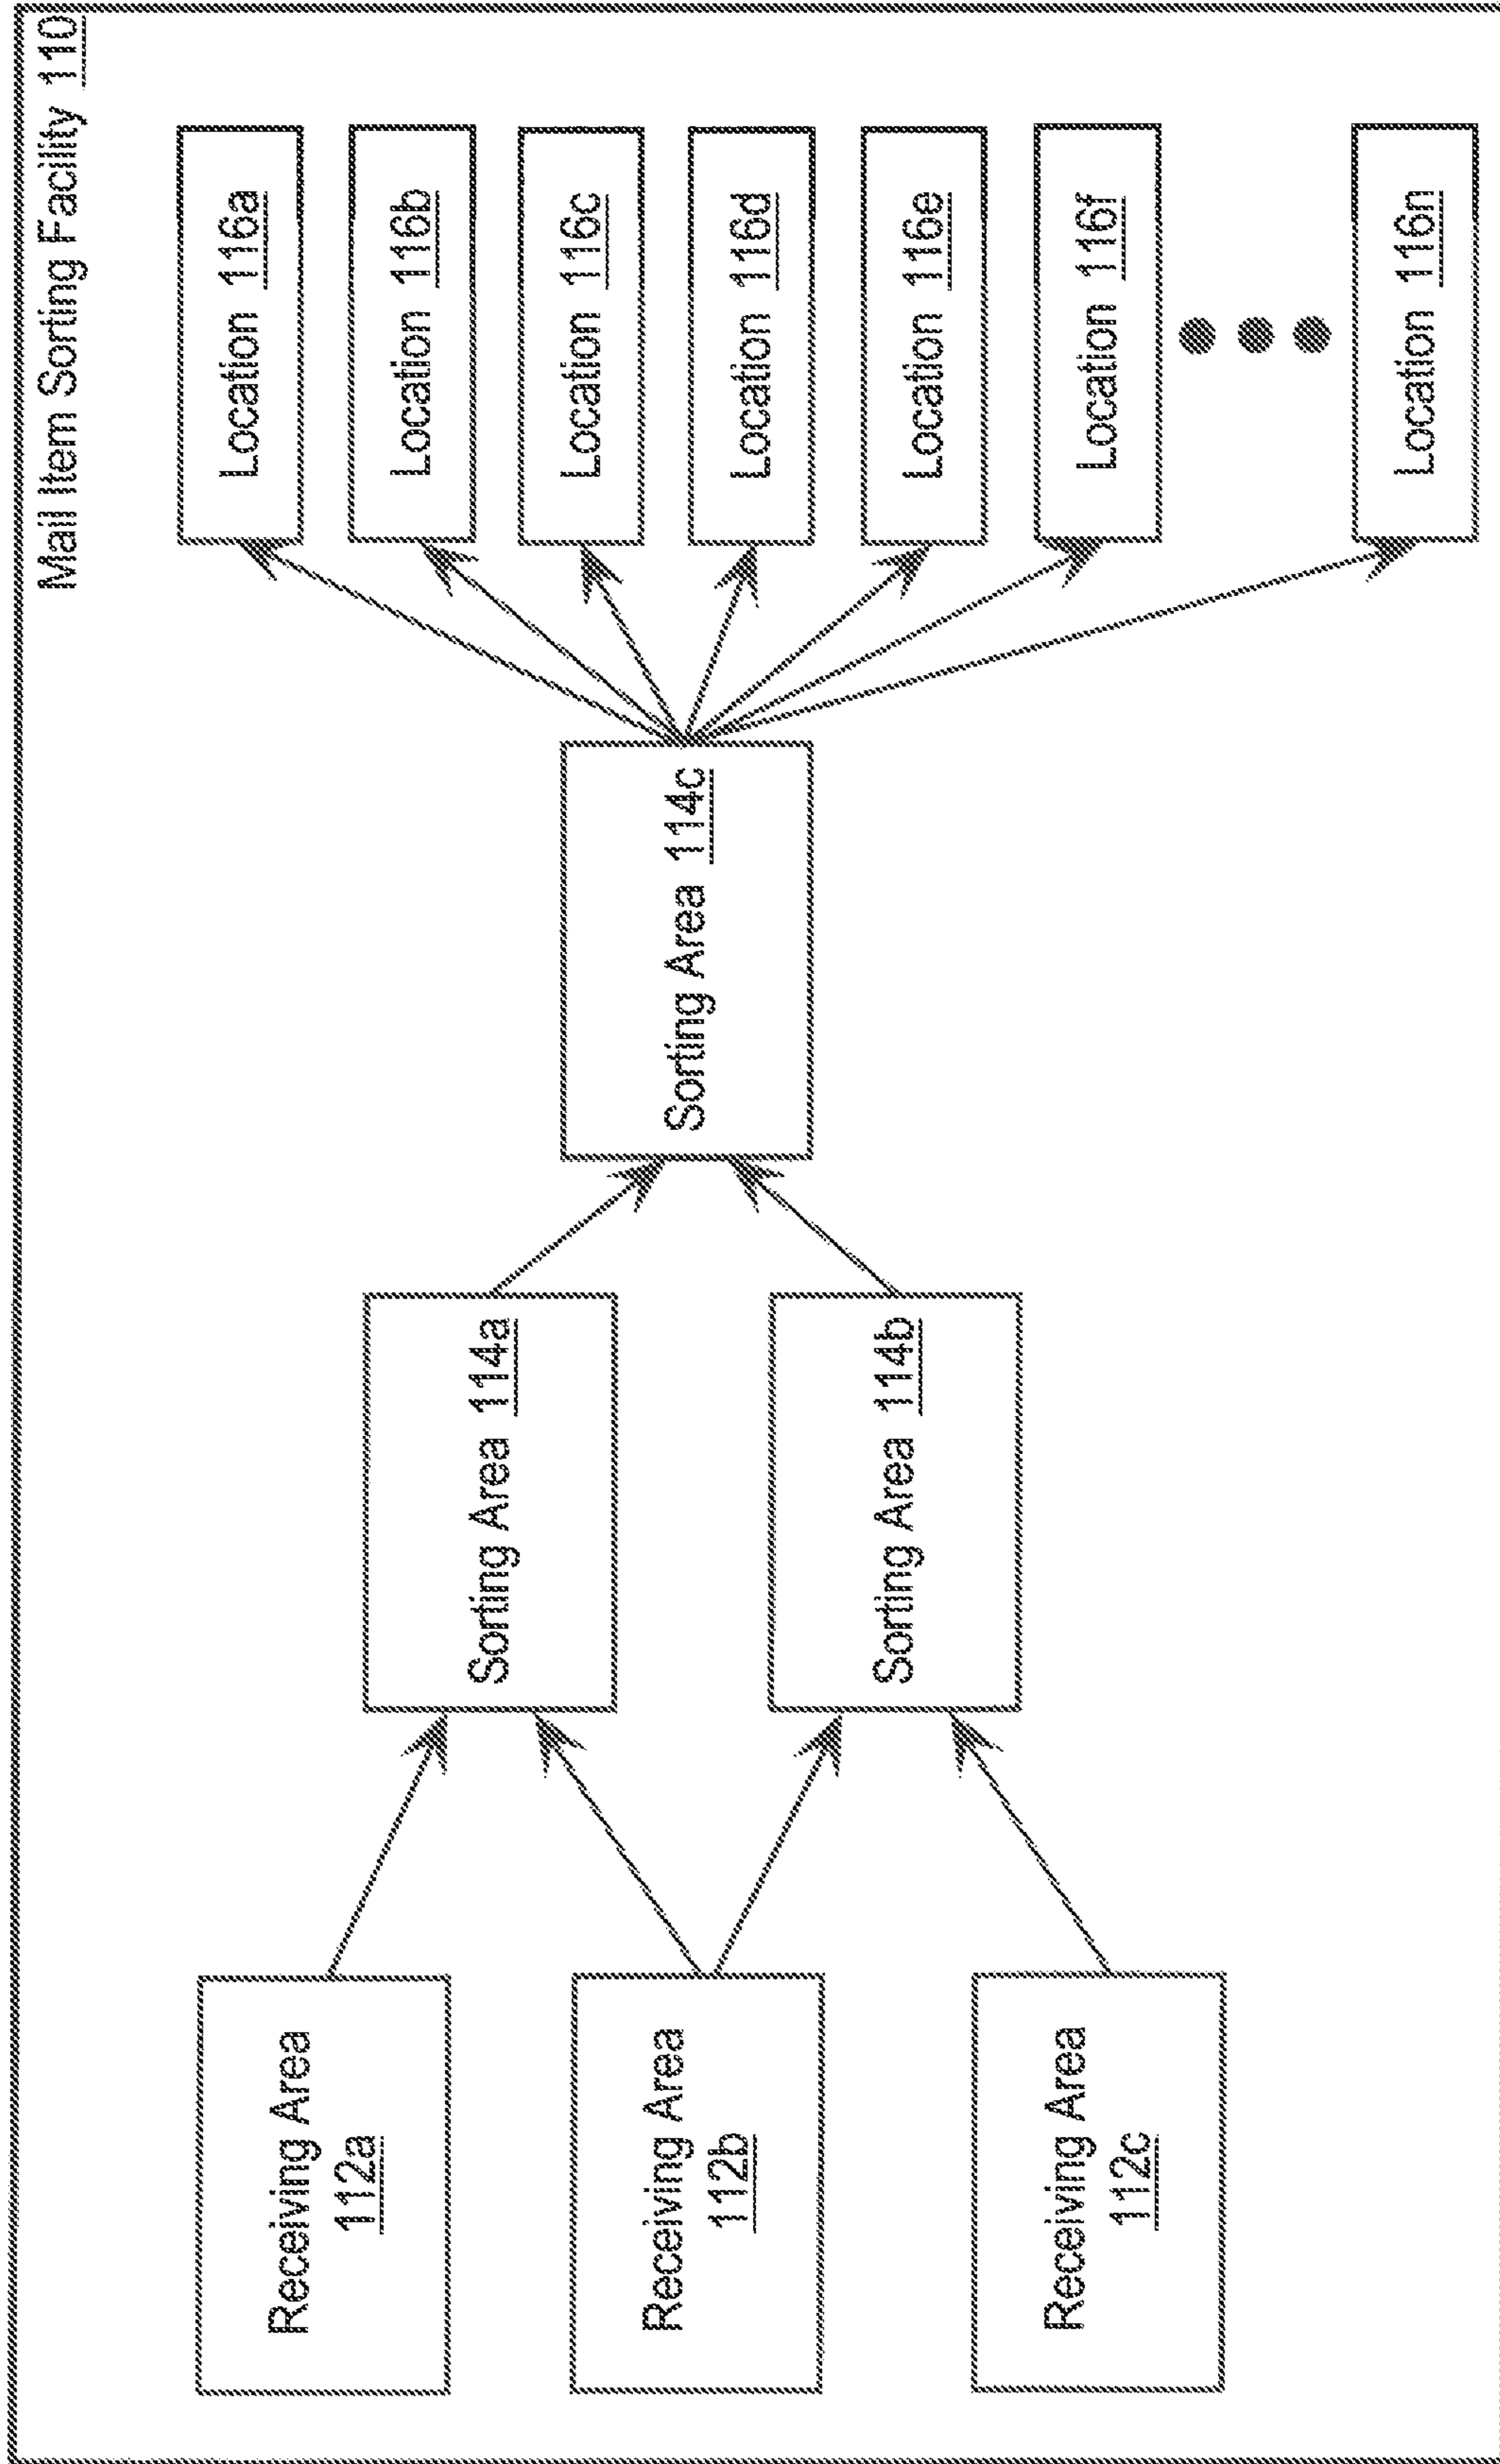 Mail Item Sorting Facility 110
Receiving Area
112a
Receiving Area
112b
Receiving Area
112c
Sorting Area 114a
Sorting Area 114b
Sorting Area 114c
Location 116a
Location 116b
Location 116c
Location 116d
Location 116e
Location 116f
Location 116n